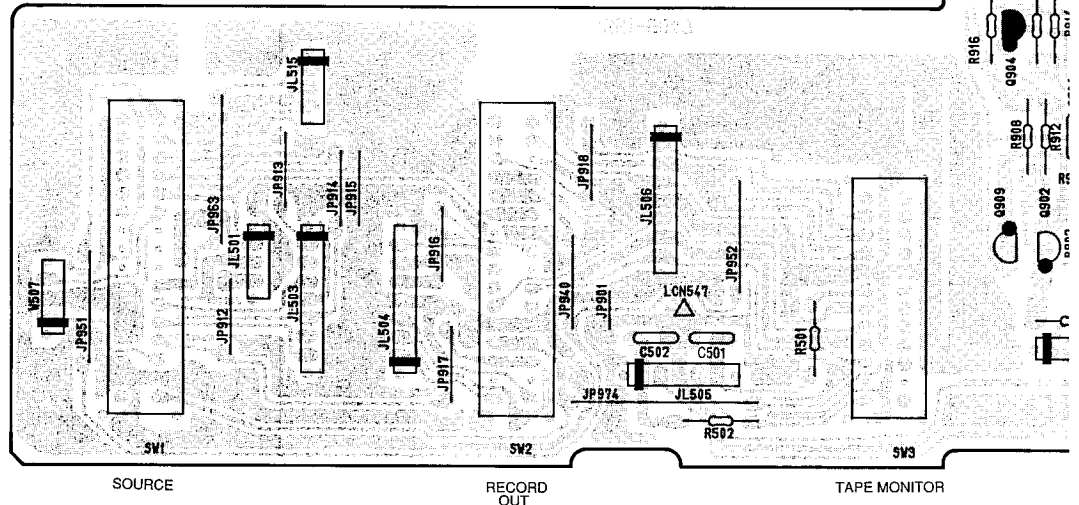 R916
Q904
JL515
R908
R912
JP963
JP913
JP914
JP915
JP918
JL506
JL501
JL503
JP916
Q909
Q902
W507
JP951
JP912
JL504
JP917
JP940
JP901
JP952
LCN547
C502
C501
R501
JP974
JL505
R502
SW1
SW2
SW3
SOURCE
RECORD
OUT
TAPE MONITOR